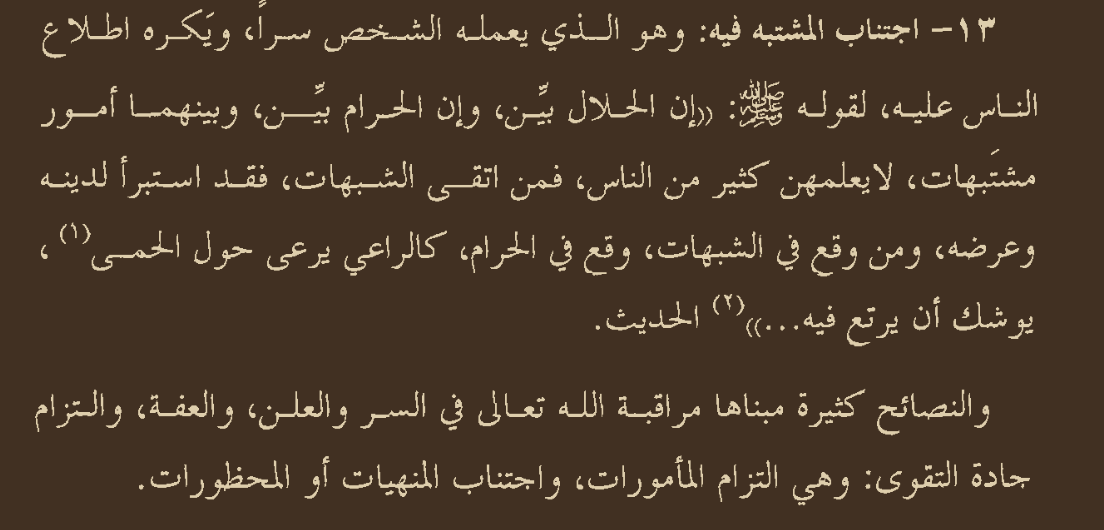 ١٣- اجتناب المشتبه فيه: وهو الذي يعمله الشخص سراً، ويَكره اطلاع
الناس عليه، لقوله ﷺ: ((إن الحلال بيِّن، وإن الحرام بيِّن، وبينهما أمور
مشتَبهات، لايعلمهن كثير من الناس، فمن اتقى الشبهات، فقد استبرأ لدينه
وعرضه، ومن وقع في الشبهات، وقع في الحرام، كالراعي يرعى حول الحمى(١)،
يوشك أن يرتع فيه...))(٢) الحديث.
والنصائح كثيرة مبناها مراقبة الله تعالى في السر والعلن، والعفة، والتزام
جادة التقوى: وهي التزام المأمورات، واجتناب المنهيات أو المحظورات.